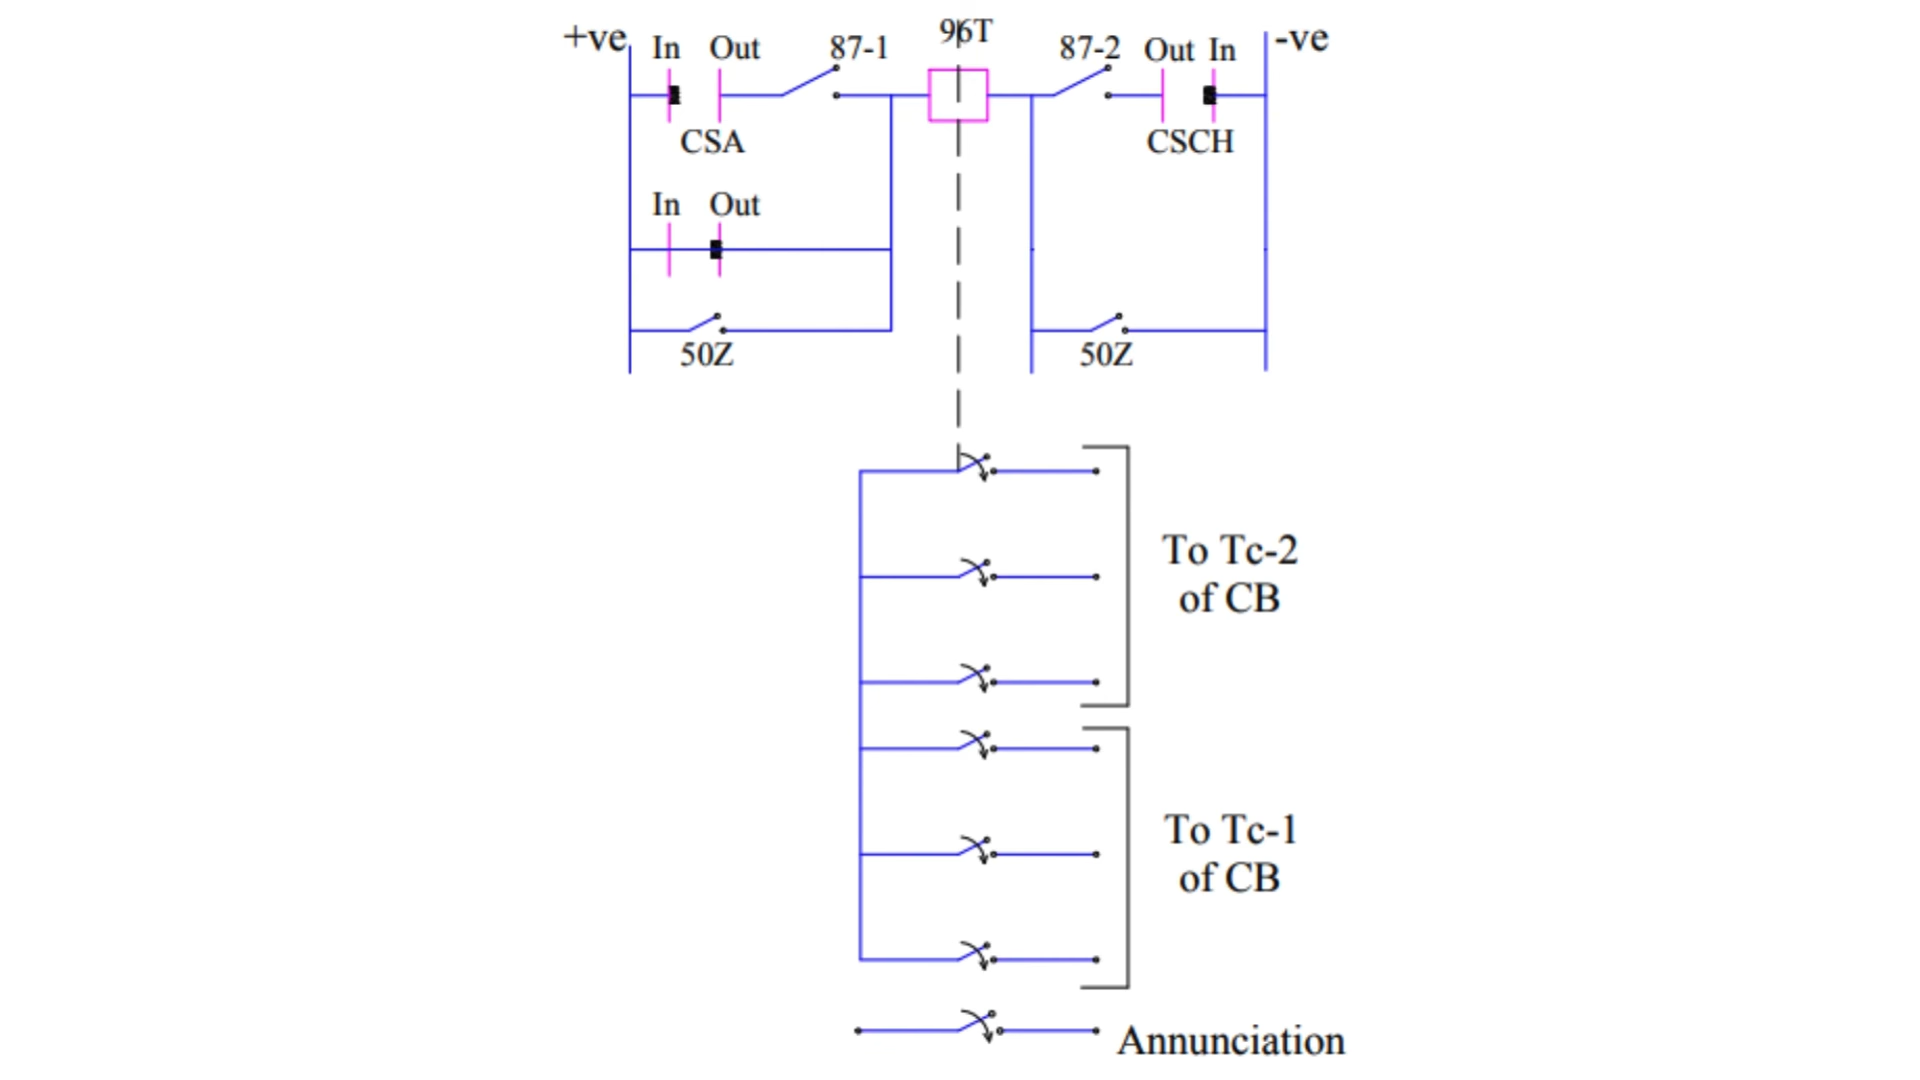 +ve
In Out 87-1 96T 87-2 Out In
-ve
CSA CSCH
In Out
50Z 50Z
To Tc-2
of CB
To Tc-1
of CB
Annunciation